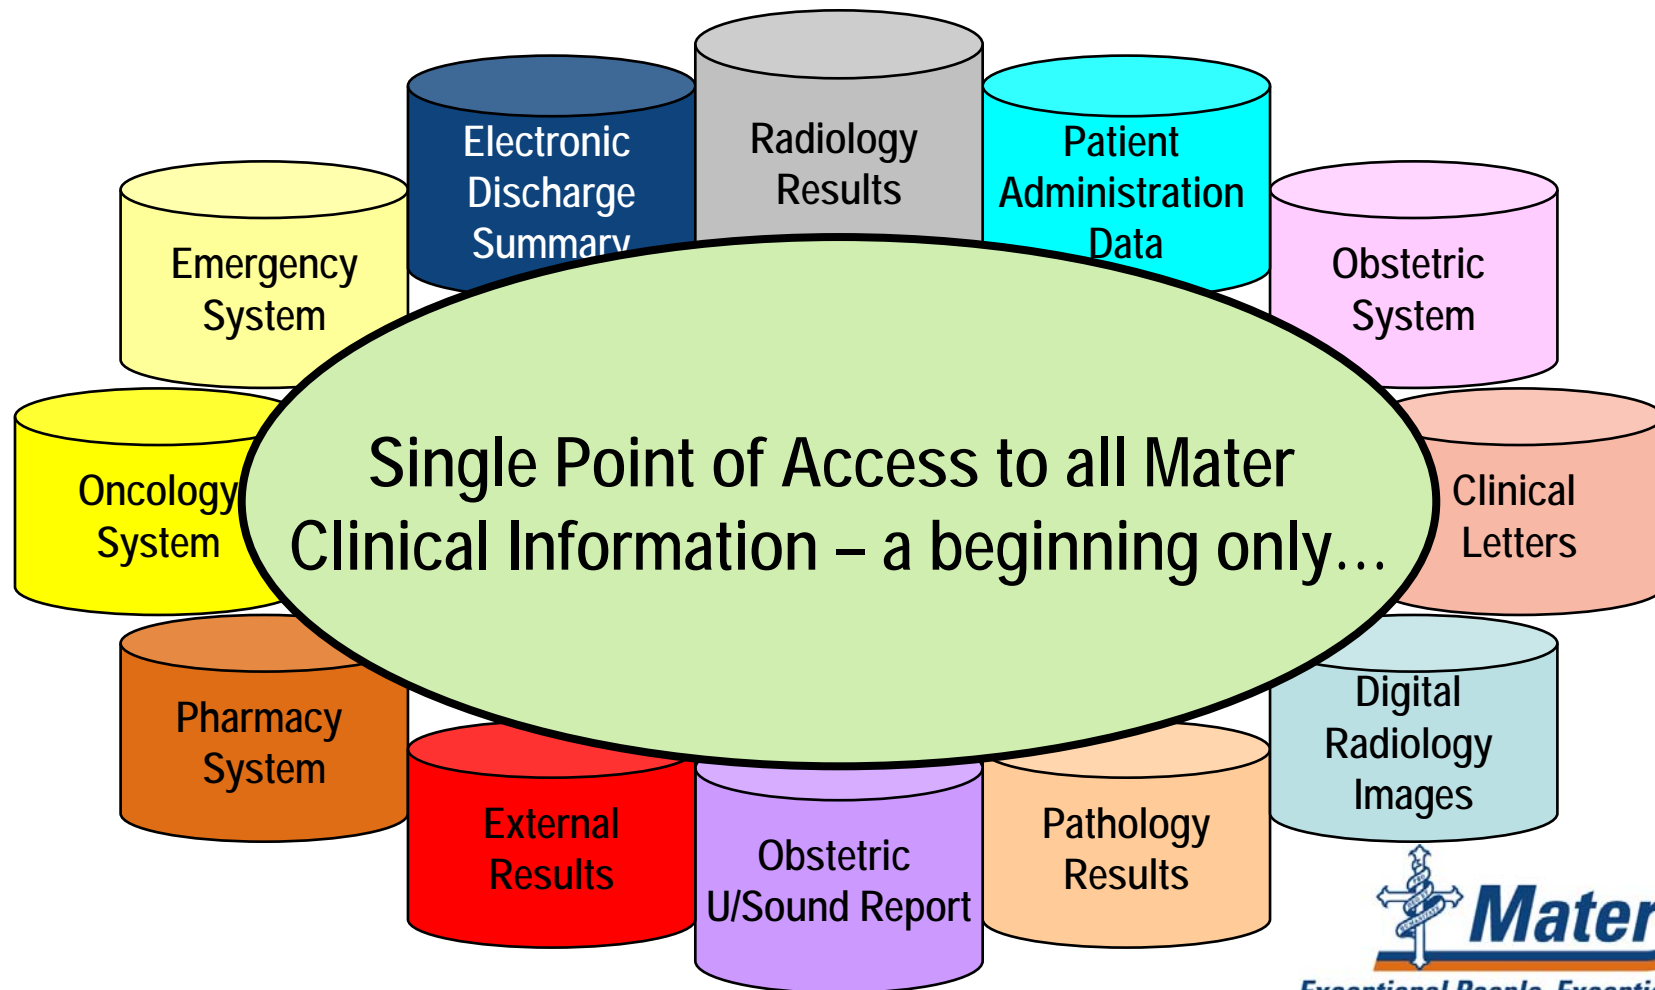 Radiology
Results
Electronic
Discharge
Summary
Patient
Administration
Data
Emergency
System
Obstetric
System
Single Point of Access to all Mater
Clinical Information – a beginning only…
Oncology
System
Clinical
Letters
Pharmacy
System
Digital
Radiology
Images
External
Results
Obstetric
U/Sound Report
Pathology
Results
Mater
Exceptional People.